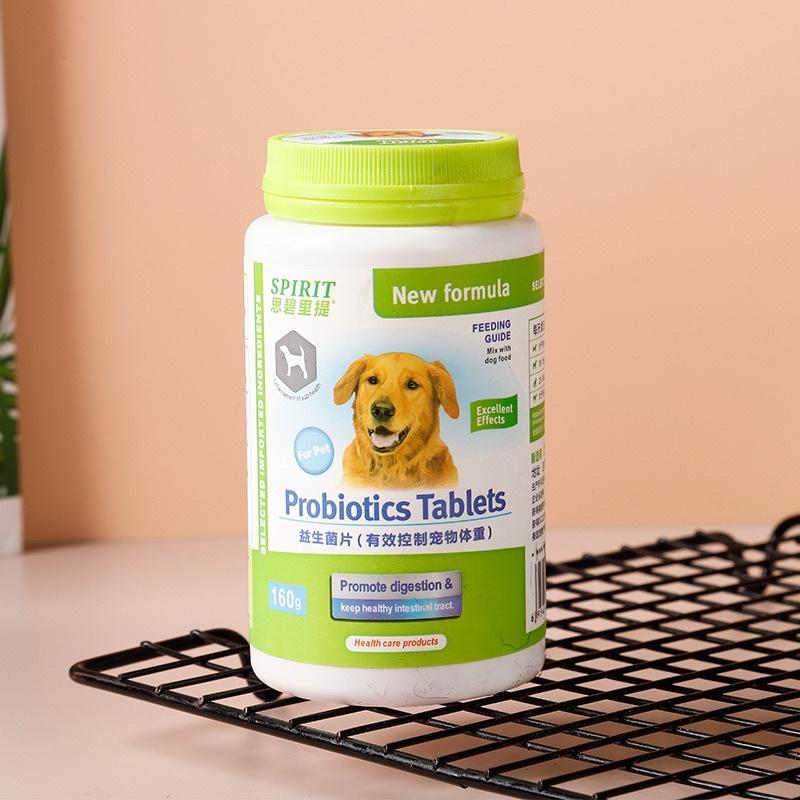 SPIRIT
思碧里提®
New formula
FEEDING
GUIDE
Mix with
dog food
Excellent
Effects
For Pet
SELECTED IMPORTED INGREDIENTS
Probiotics Tablets
益生菌片(有效控制宠物体重)
160g
Promote digestion &
keep healthy intestinal tract.
Health care products